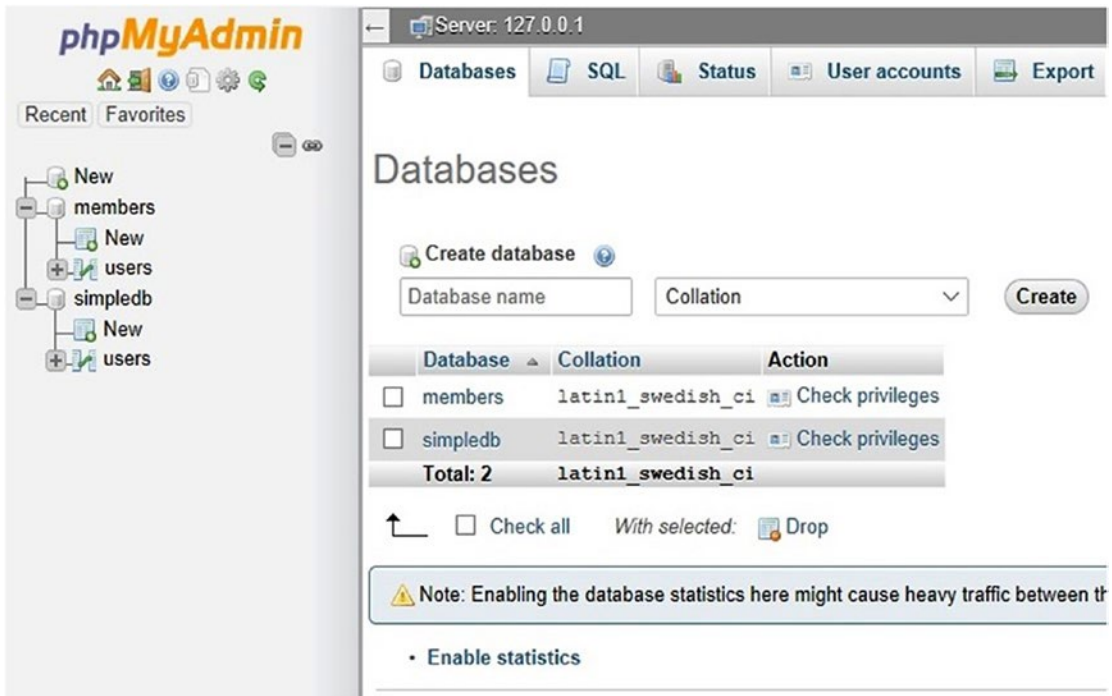 phpMyAdmin
Recent Favorites
New
members
New
users
simpledb
New
users
Server: 127.0.0.1
Databases SQL Status User accounts Export
Databases
Create database
Database name Collation Create
Database Collation Action
members latin1_swedish_ci Check privileges
simpledb latin1_swedish_ci Check privileges
Total: 2 latin1_swedish_ci
Check all With selected: Drop
Note: Enabling the database statistics here might cause heavy traffic between
Enable statistics